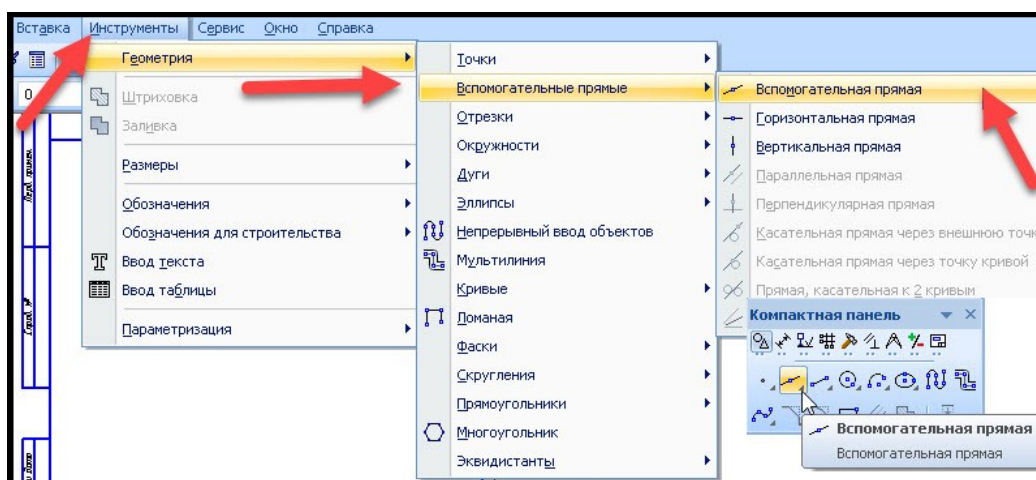 Вставка Инструменты Сервис Окно Справка
0
Геометрия
Штриховка
Заливка
Размеры
Обозначения
Обозначения для строительства
Ввод текста
Ввод таблицы
Параметризация
Точки
Вспомогательные прямые
Отрезки
Окружности
Дуги
Эллипсы
Непрерывный ввод объектов
Мультилиния
Кривые
Ломаная
Фаски
Скругления
Прямоугольники
Многоугольник
Эквидистанты
Вспомогательная прямая
Горизонтальная прямая
Вертикальная прямая
Параллельная прямая
Перпендикулярная прямая
Касательная прямая через внешнюю точк
Касательная прямая через точку кривой
Прямая, касательная к 2 кривым
Компактная панель
Вспомогательная прямая
Вспомогательная прямая